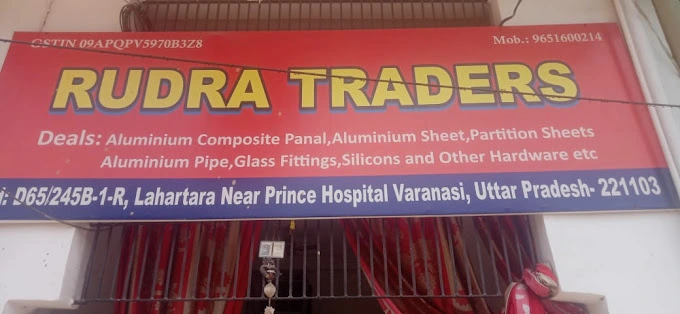 GSTIN 09APQPV5970B3Z8 Mob.: 9651600214
RUDRA TRADERS
Deals: Aluminium Composite Panal,Aluminium Sheet,Partition Sheets
Aluminium Pipe,Glass Fittings,Silicons and Other Hardware etc
D65/245B-1-R, Lahartara Near Prince Hospital Varanasi, Uttar Pradesh- 221103